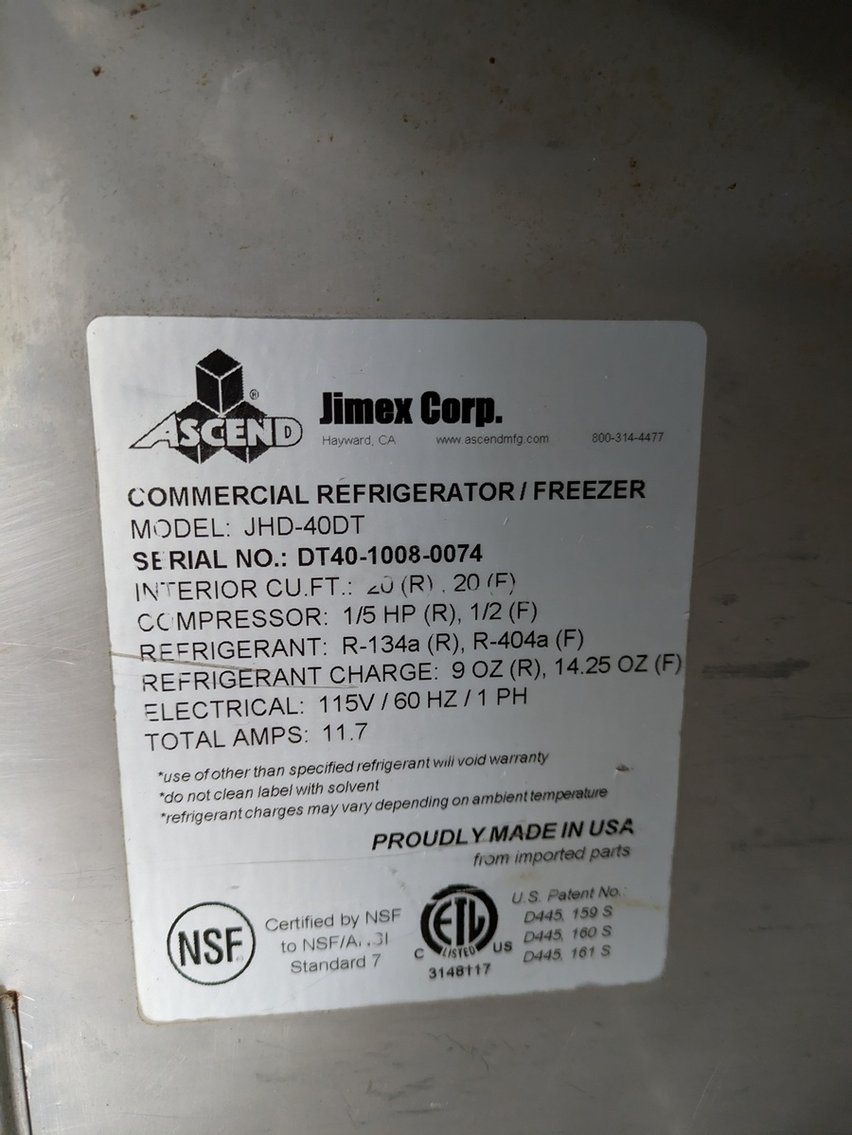 ASCEND ®
Jimex Corp.
Hayward, CA www.ascendmfg.com 800-314-4477
COMMERCIAL REFRIGERATOR / FREEZER
MODEL: JHD-40DT
SERIAL NO.: DT40-1008-0074
INTERIOR CU.FT.: 20 (R), 20 (F)
COMPRESSOR: 1/5 HP (R), 1/2 (F)
REFRIGERANT: R-134a (R), R-404a (F)
REFRIGERANT CHARGE: 9 OZ (R), 14.25 OZ (F)
ELECTRICAL: 115V / 60 HZ / 1 PH
TOTAL AMPS: 11.7
*use of other than specified refrigerant will void warranty
*do not clean label with solvent
*refrigerant charges may vary depending on ambient temperature
PROUDLY MADE IN USA
from imported parts
NSF
Certified by NSF
to NSF/ANSI
Standard 7
ETL
LISTED
C US
3148117
U.S. Patent No.:
D445, 159 S
D445, 160 S
D445, 161 S